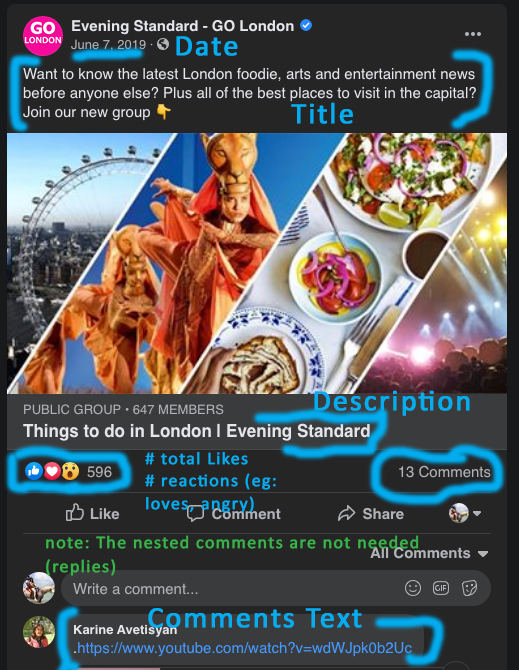 GO
LONDON
Evening Standard - GO London
June 7, 2019 · Date
Want to know the latest London foodie, arts and entertainment news
before anyone else? Plus all of the best places to visit in the capital?
Join our new group 👇
Title
Description
PUBLIC GROUP • 647 MEMBERS
Things to do in London | Evening Standard
596
# total Likes
# reactions (eg:
loves, angry)
13 Comments
Like
Comment
Share
note: The nested comments are not needed
(replies)
All Comments
Write a comment...
GIF
Comments Text
Karine Avetisyan
.https://www.youtube.com/watch?v=wdWJpk0b2Uc